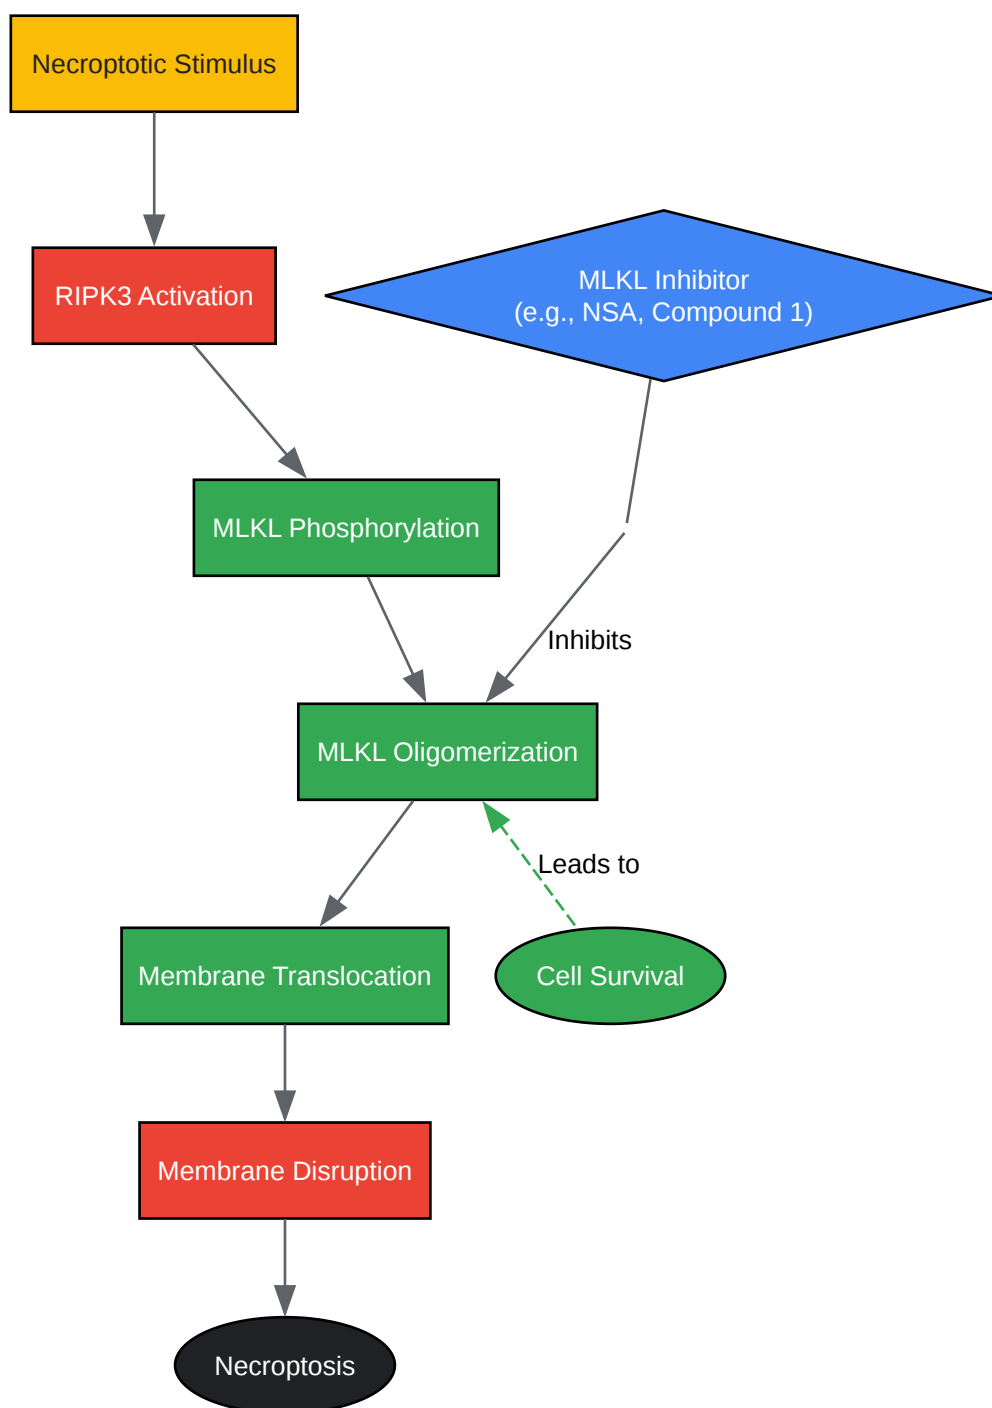 Necroptotic Stimulus
RIPK3 Activation
MLKL Inhibitor
(e.g., NSA, Compound 1)
MLKL Phosphorylation
Inhibits
MLKL Oligomerization
Leads to
Membrane Translocation
Cell Survival
Membrane Disruption
Necroptosis